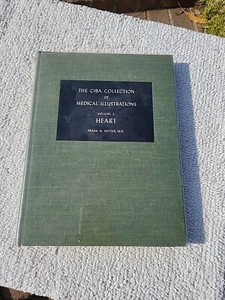 THE CIBA COLLECTION
OF
MEDICAL ILLUSTRATIONS
VOLUME 5
HEART
FRANK H. NETTER, M.D.